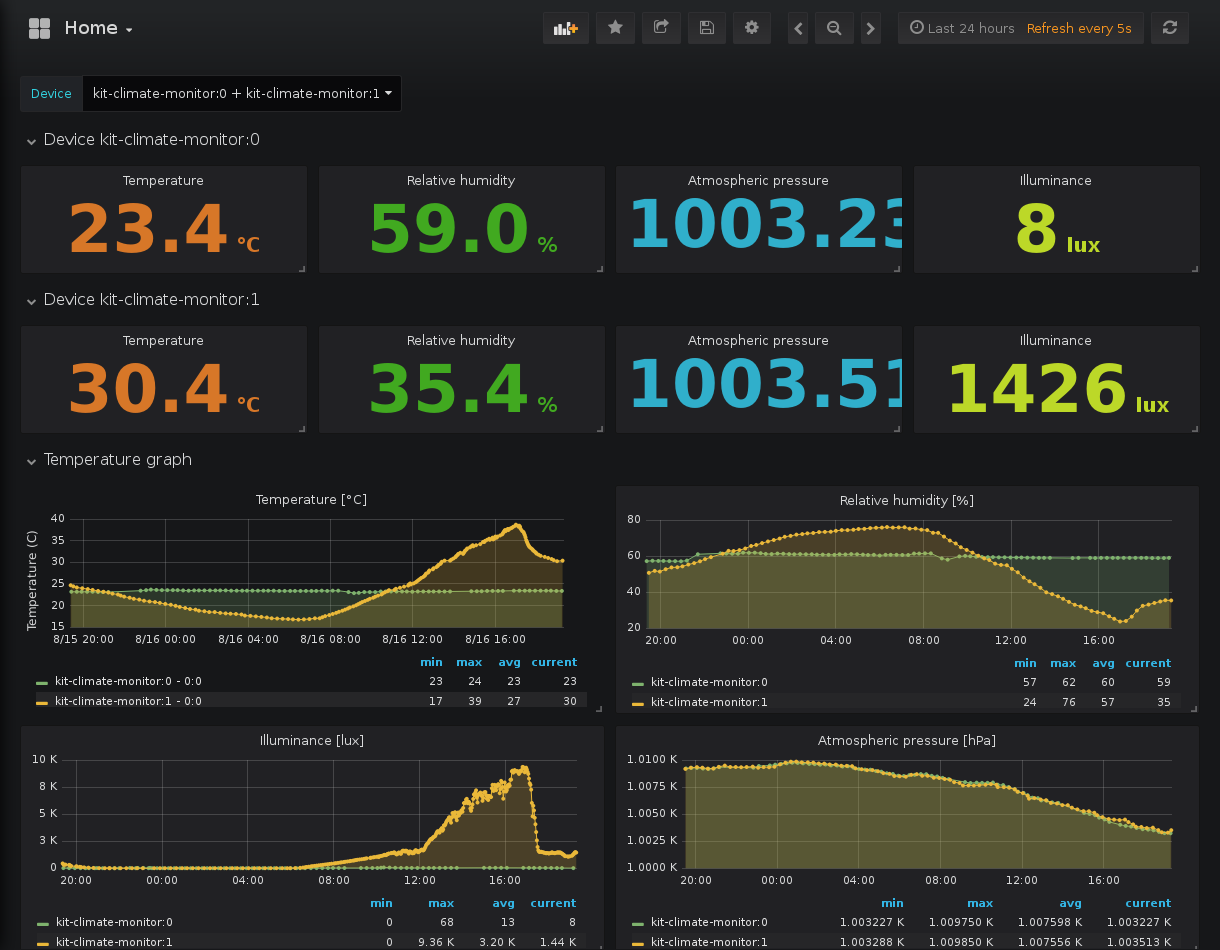 Home
Last 24 hours Refresh every 5s
Device kit-climate-monitor:0 + kit-climate-monitor:1
Device kit-climate-monitor:0
Temperature Relative humidity Atmospheric pressure Illuminance
23.4 °C 59.0 % 1003.23 8 lux
Device kit-climate-monitor:1
Temperature Relative humidity Atmospheric pressure Illuminance
30.4 °C 35.4 % 1003.51 1426 lux
Temperature graph
Temperature [°C]
Temperature (C)
40
35
30
25
20
15
8/15 20:00 8/16 00:00 8/16 04:00 8/16 08:00 8/16 12:00 8/16 16:00
min max avg current
kit-climate-monitor:0 - 0:0 23 24 23 23
kit-climate-monitor:1 - 0:0 17 39 27 30
Relative humidity [%]
80
60
40
20
20:00 00:00 04:00 08:00 12:00 16:00
min max avg current
kit-climate-monitor:0 57 62 60 59
kit-climate-monitor:1 24 76 57 35
Illuminance [lux]
10 K
8 K
5 K
3 K
0
20:00 00:00 04:00 08:00 12:00 16:00
min max avg current
kit-climate-monitor:0 0 68 13 8
kit-climate-monitor:1 0 9.36 K 3.20 K 1.44 K
Atmospheric pressure [hPa]
1.0100 K
1.0075 K
1.0050 K
1.0025 K
1.0000 K
20:00 00:00 04:00 08:00 12:00 16:00
min max avg current
kit-climate-monitor:0 1.003227 K 1.009750 K 1.007598 K 1.003227 K
kit-climate-monitor:1 1.003288 K 1.009850 K 1.007556 K 1.003513 K